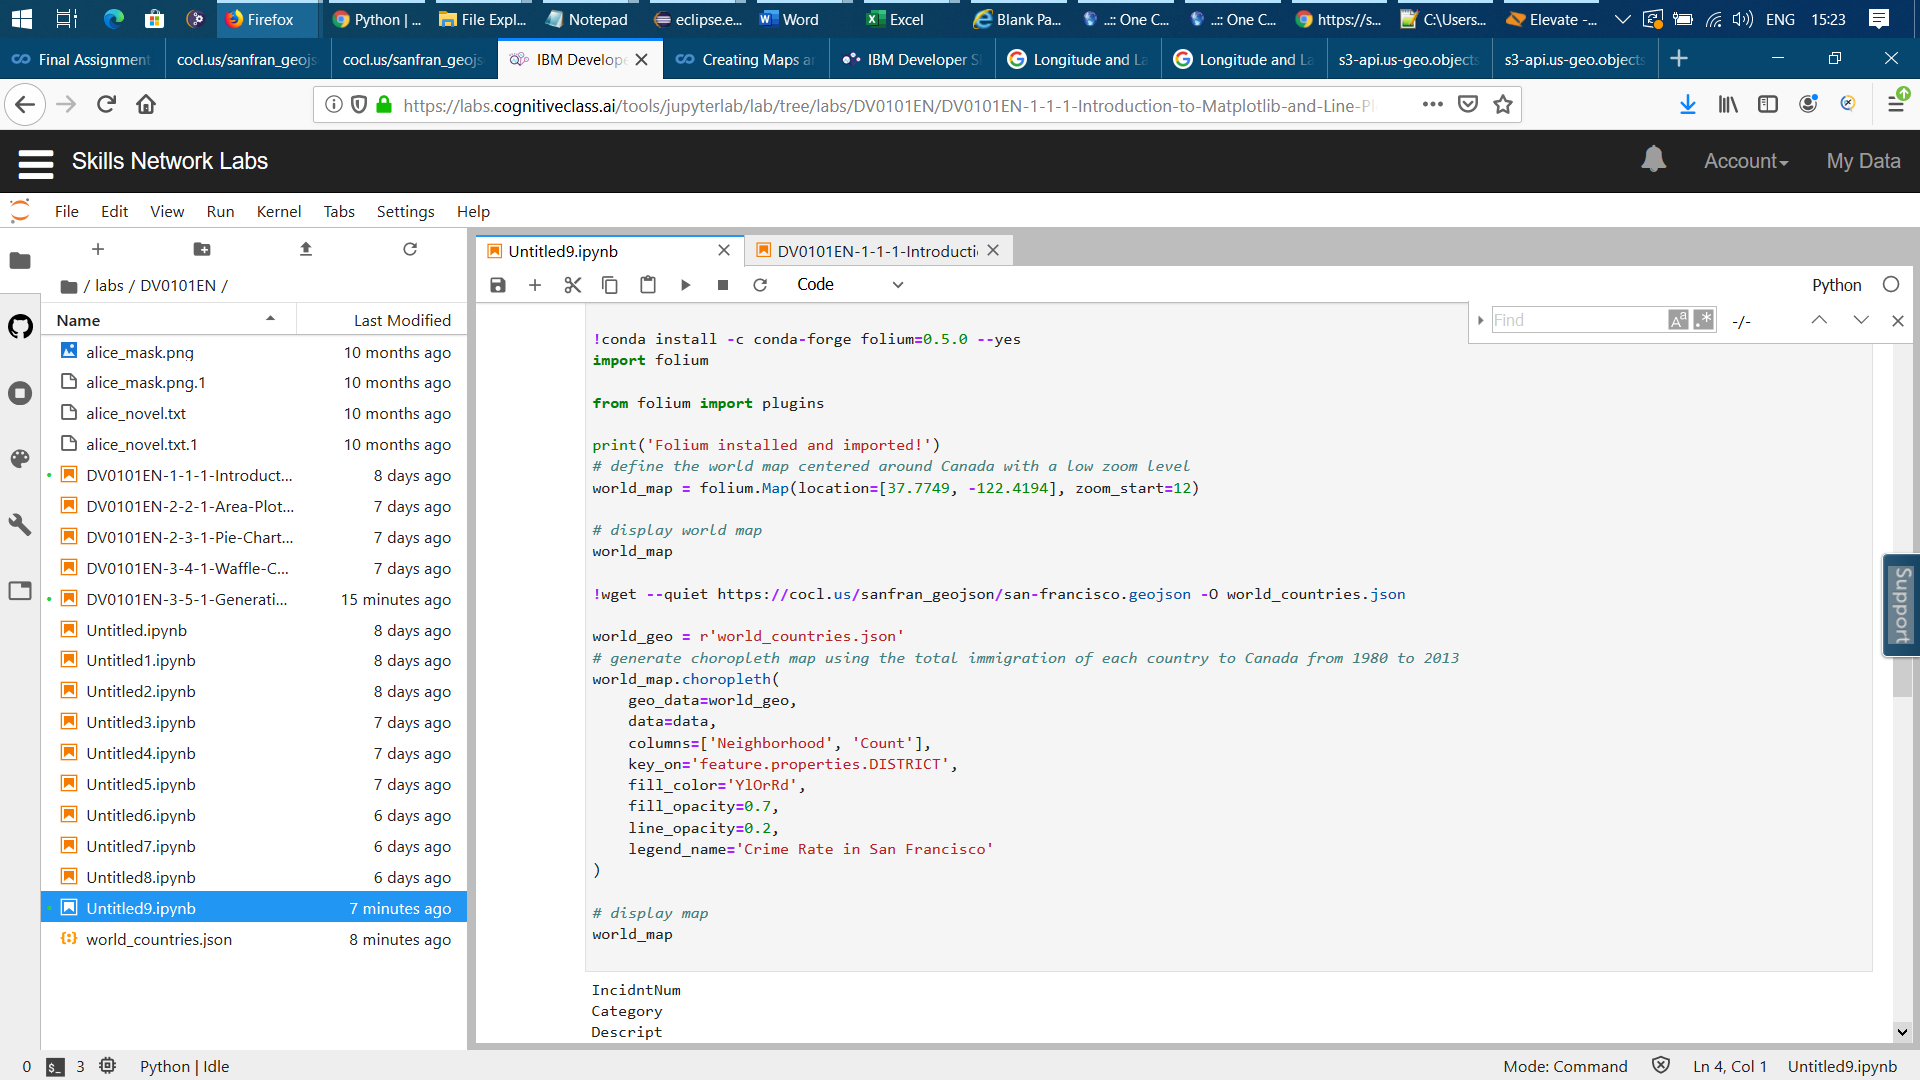 Firefox
Python | ...
File Expl...
Notepad
eclipse.e...
Word
Excel
Blank Pa...
..:: One C...
..:: One C...
https://s...
C:\Users...
Elevate -...
ENG
15:23
Final Assignment
cocl.us/sanfran_geojs
cocl.us/sanfran_geojs
IBM Develope
Creating Maps a
IBM Developer S
Longitude and La
Longitude and La
s3-api.us-geo.objects
s3-api.us-geo.objects
https://labs.cognitiveclass.ai/tools/jupyterlab/lab/tree/labs/DV0101EN/DV0101EN-1-1-1-Introduction-to-Matplotlib-and-Line-Pl
Skills Network Labs
Account
My Data
File Edit View Run Kernel Tabs Settings Help
/ labs / DV0101EN /
Name Last Modified
alice_mask.png 10 months ago
alice_mask.png.1 10 months ago
alice_novel.txt 10 months ago
alice_novel.txt.1 10 months ago
DV0101EN-1-1-1-Introduct... 8 days ago
DV0101EN-2-2-1-Area-Plot... 7 days ago
DV0101EN-2-3-1-Pie-Chart... 7 days ago
DV0101EN-3-4-1-Waffle-C... 7 days ago
DV0101EN-3-5-1-Generati... 15 minutes ago
Untitled.ipynb 8 days ago
Untitled1.ipynb 8 days ago
Untitled2.ipynb 8 days ago
Untitled3.ipynb 7 days ago
Untitled4.ipynb 7 days ago
Untitled5.ipynb 7 days ago
Untitled6.ipynb 6 days ago
Untitled7.ipynb 6 days ago
Untitled8.ipynb 6 days ago
Untitled9.ipynb 7 minutes ago
world_countries.json 8 minutes ago
Untitled9.ipynb
DV0101EN-1-1-1-Introducti
Code
Python
Find
Aa
.*
-/-
!conda install -c conda-forge folium=0.5.0 --yes
import folium
from folium import plugins
print('Folium installed and imported!')
# define the world map centered around Canada with a low zoom level
world_map = folium.Map(location=[37.7749, -122.4194], zoom_start=12)
# display world map
world_map
!wget --quiet https://cocl.us/sanfran_geojson/san-francisco.geojson -O world_countries.json
world_geo = r'world_countries.json'
# generate choropleth map using the total immigration of each country to Canada from 1980 to 2013
world_map.choropleth(
geo_data=world_geo,
data=data,
columns=['Neighborhood', 'Count'],
key_on='feature.properties.DISTRICT',
fill_color='YlOrRd',
fill_opacity=0.7,
line_opacity=0.2,
legend_name='Crime Rate in San Francisco'
)
# display map
world_map
IncidntNum
Category
Descript
Support
0
$_
3
Python | Idle
Mode: Command
Ln 4, Col 1
Untitled9.ipynb